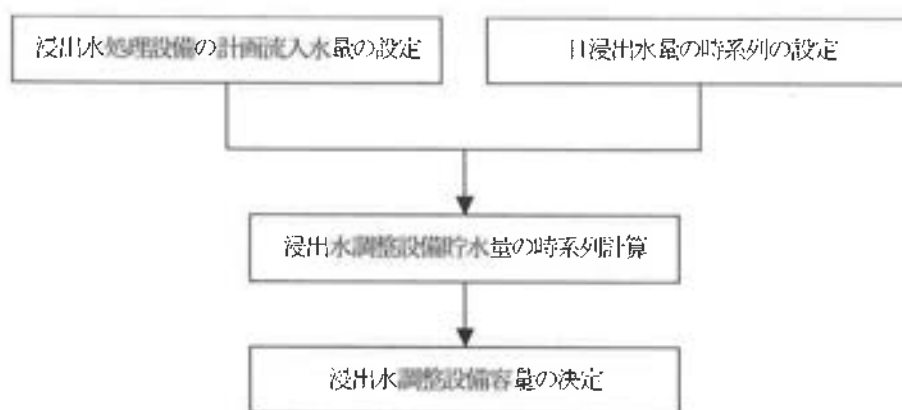 浸出水処理設備の計画流入水量の設定
日浸出水量の時系列の設定
浸出水調整設備貯水量の時系列計算
浸出水調整設備容量の決定